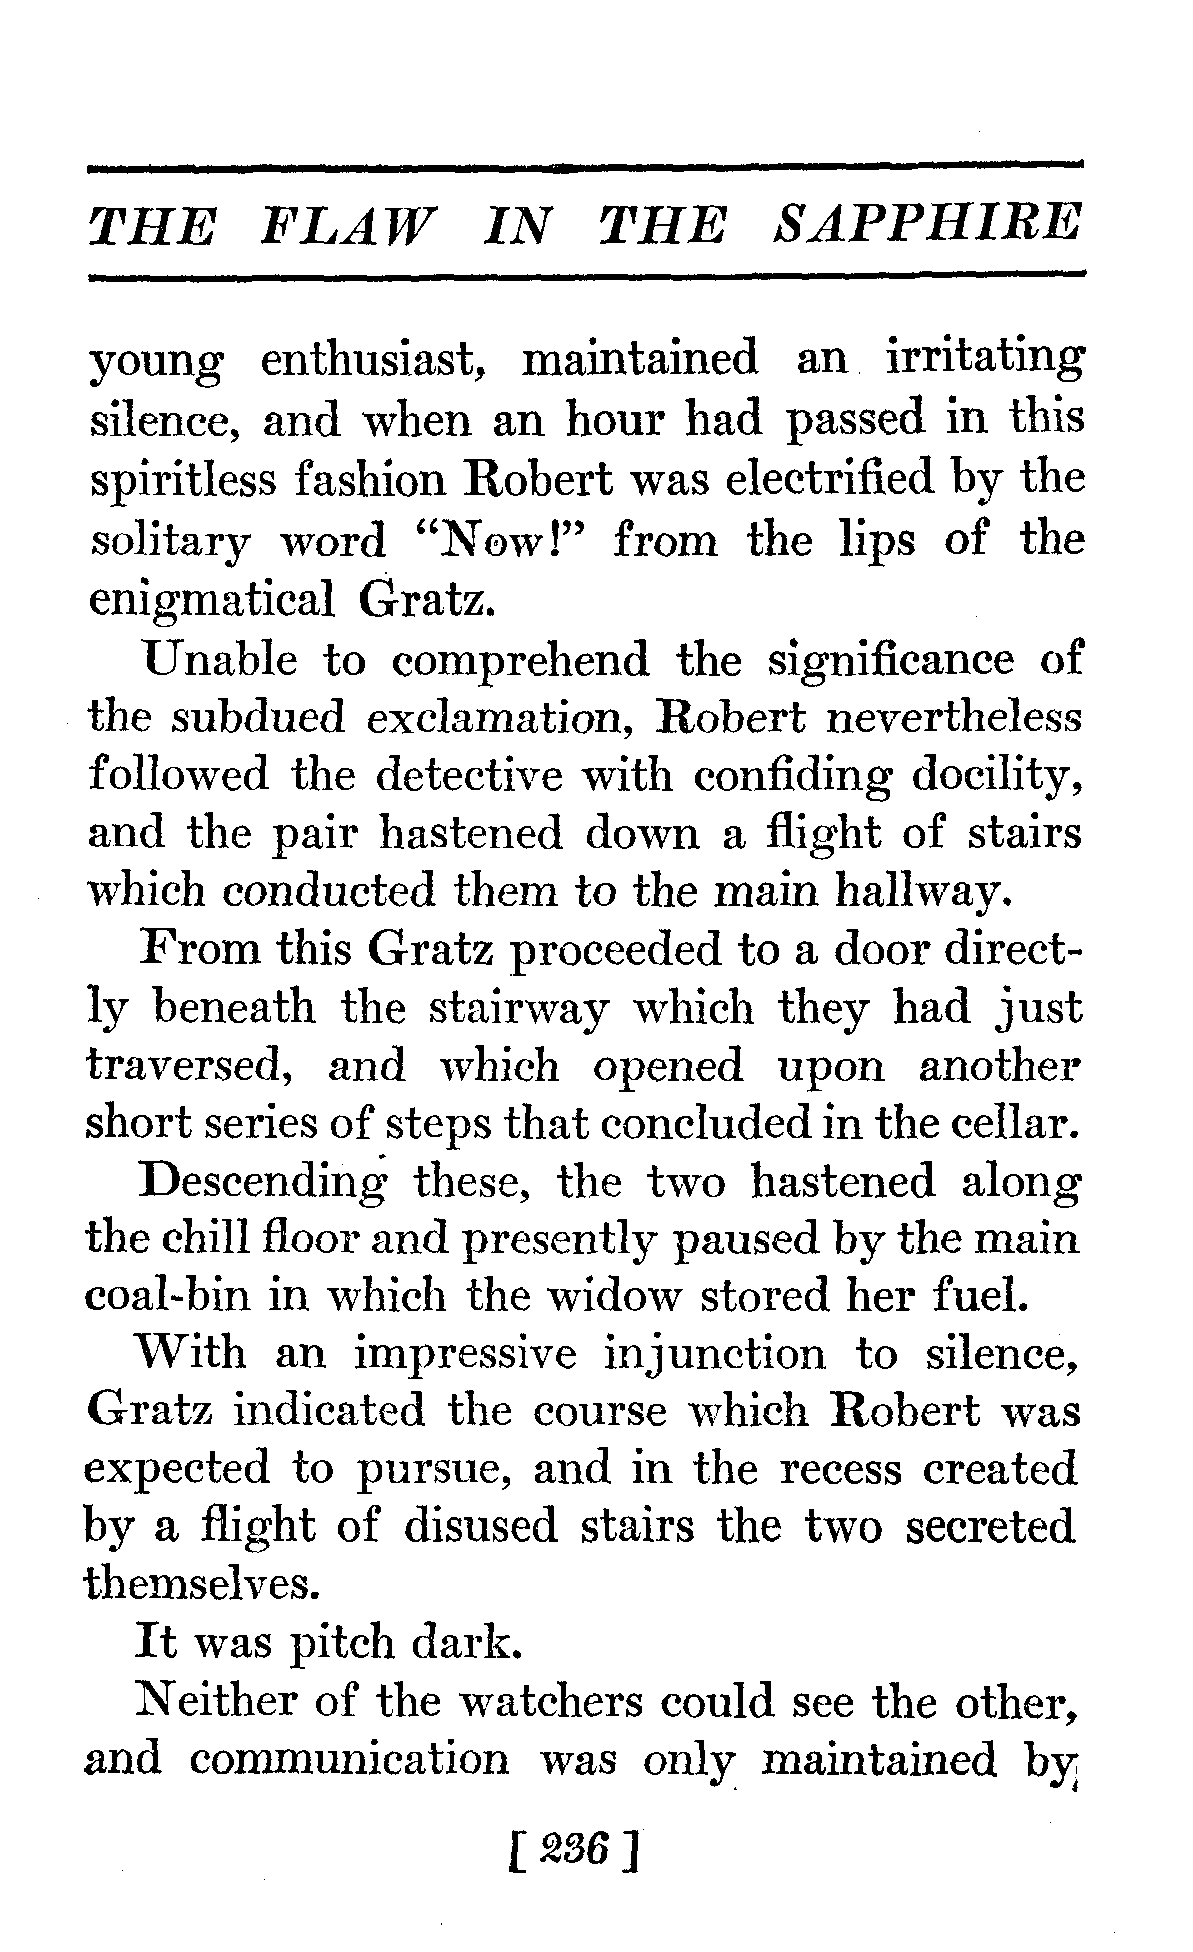 THE FLAW IN THE SAPPHIRE
young enthusiast, maintained an irritating
silence, and when an hour had passed in this
spiritless fashion Robert was electrified by the
solitary word “Now!” from the lips of the
enigmatical Gratz.
Unable to comprehend the significance of
the subdued exclamation, Robert nevertheless
followed the detective with confiding docility,
and the pair hastened down a flight of stairs
which conducted them to the main hallway.
From this Gratz proceeded to a door direct-
ly beneath the stairway which they had just
traversed, and which opened upon another
short series of steps that concluded in the cellar.
Descending these, the two hastened along
the chill floor and presently paused by the main
coal-bin in which the widow stored her fuel.
With an impressive injunction to silence,
Gratz indicated the course which Robert was
expected to pursue, and in the recess created
by a flight of disused stairs the two secreted
themselves.
It was pitch dark.
Neither of the watchers could see the other,
and communication was only maintained by
[ 236 ]